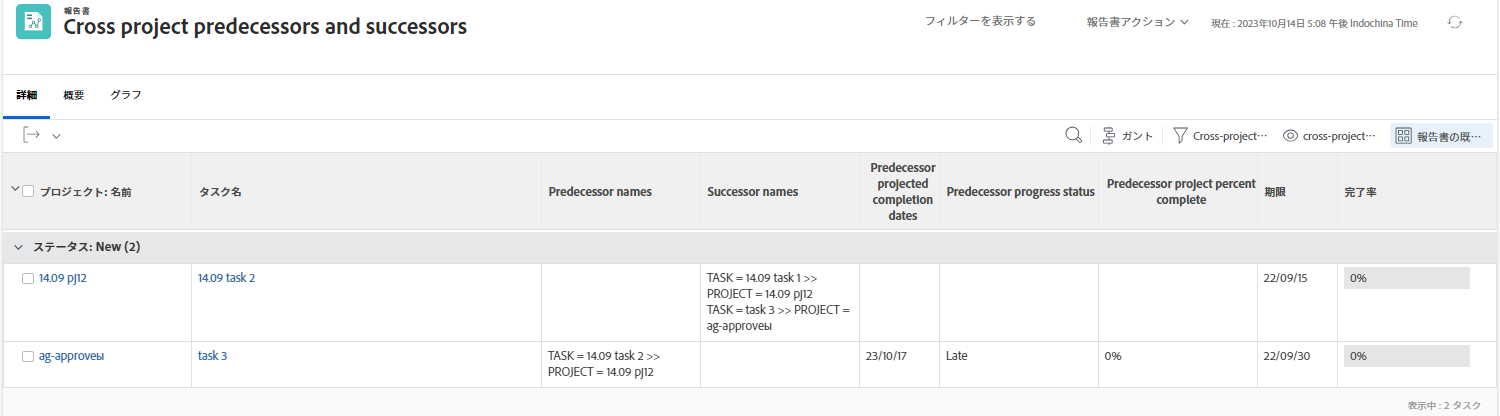 報告書
Cross project predecessors and successors
フィルターを表示する
報告書アクション
現在 : 2023年10月14日 5:08 午後 Indochina Time
詳細
概要
グラフ
ガント
Cross-project···
cross-project···
報告書の既···
プロジェクト: 名前
タスク名
Predecessor names
Successor names
Predecessor
projected
completion
dates
Predecessor progress status
Predecessor project percent
complete
期限
完了率
ステータス: New (2)
14.09 pj12
14.09 task 2
TASK = 14.09 task 1 >>
PROJECT = 14.09 pj12
TASK = task 3 >> PROJECT =
ag-approveы
22/09/15
0%
ag-approveы
task 3
TASK = 14.09 task 2 >>
PROJECT = 14.09 pj12
23/10/17
Late
0%
22/09/30
0%
表示中 : 2 タスク